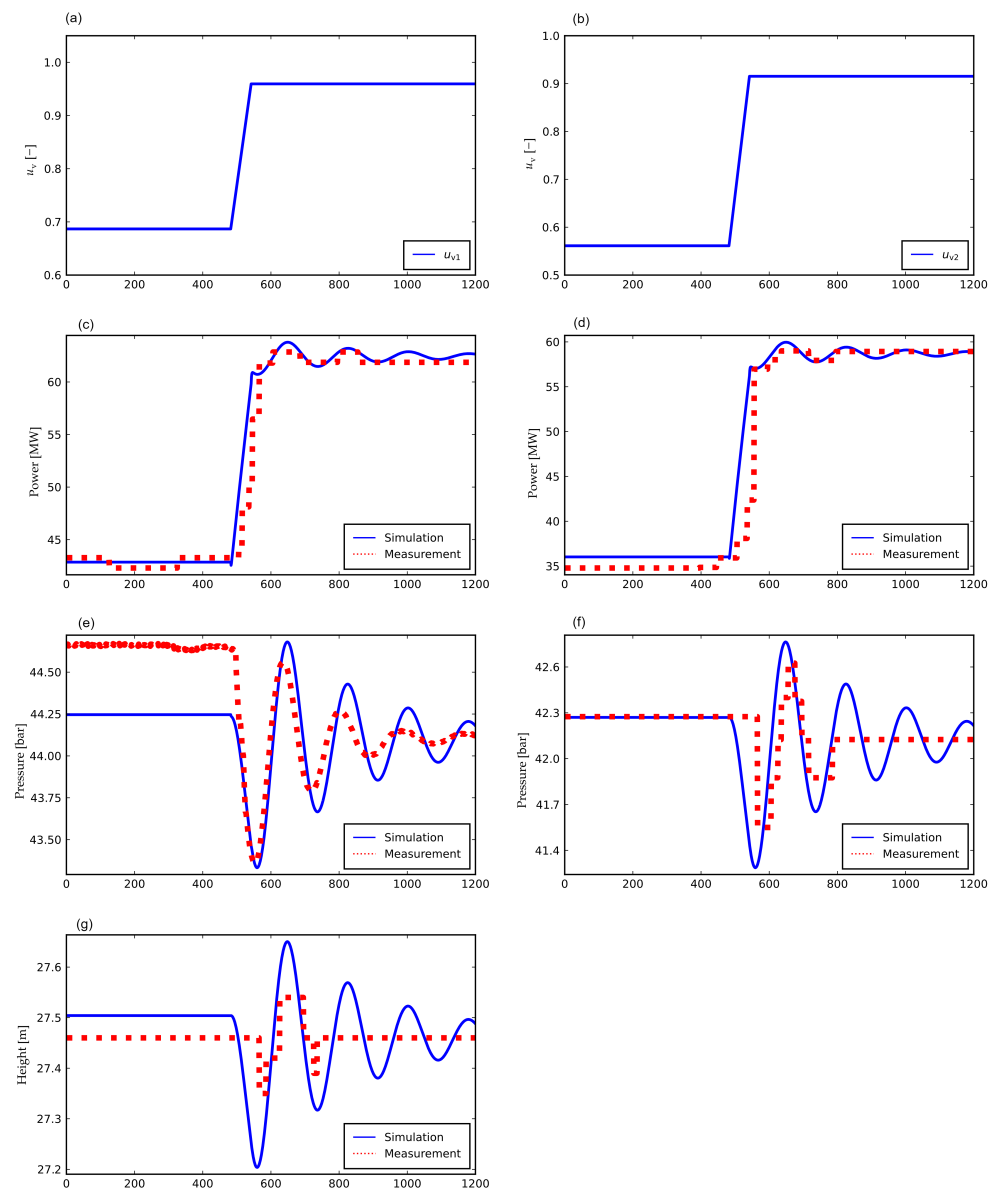 (a)
1.0
0.9
0.8
0.7
0.6
u_v [−]
u_v1
0 200 400 600 800 1000 1200
(b)
1.0
0.9
0.8
0.7
0.6
0.5
u_v [−]
u_v2
0 200 400 600 800 1000 1200
(c)
60
55
50
45
Power [MW]
Simulation
Measurement
0 200 400 600 800 1000 1200
(d)
60
55
50
45
40
35
Power [MW]
Simulation
Measurement
0 200 400 600 800 1000 1200
(e)
44.50
44.25
44.00
43.75
43.50
Pressure [bar]
Simulation
Measurement
0 200 400 600 800 1000 1200
(f)
42.6
42.3
42.0
41.7
41.4
Pressure [bar]
Simulation
Measurement
0 200 400 600 800 1000 1200
(g)
27.6
27.5
27.4
27.3
27.2
Height [m]
Simulation
Measurement
0 200 400 600 800 1000 1200